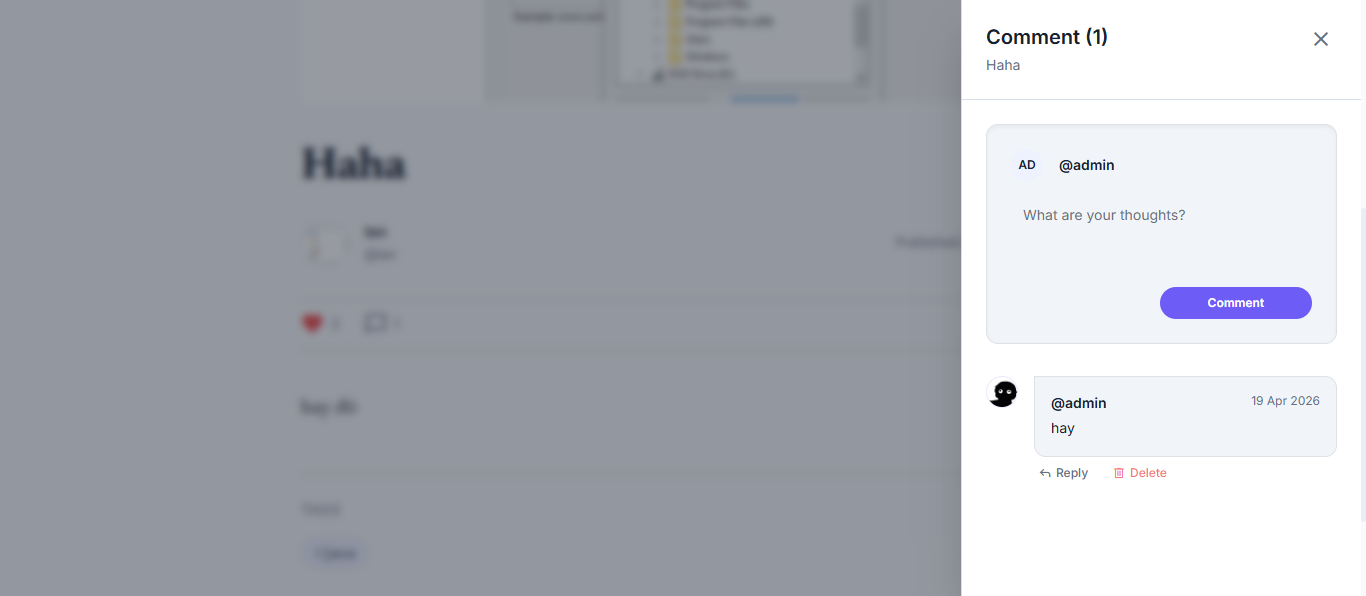 Comment (1)
Haha
AD @admin
What are your thoughts?
Comment
@admin 19 Apr 2026
hay
Reply Delete
Haha
hay đó